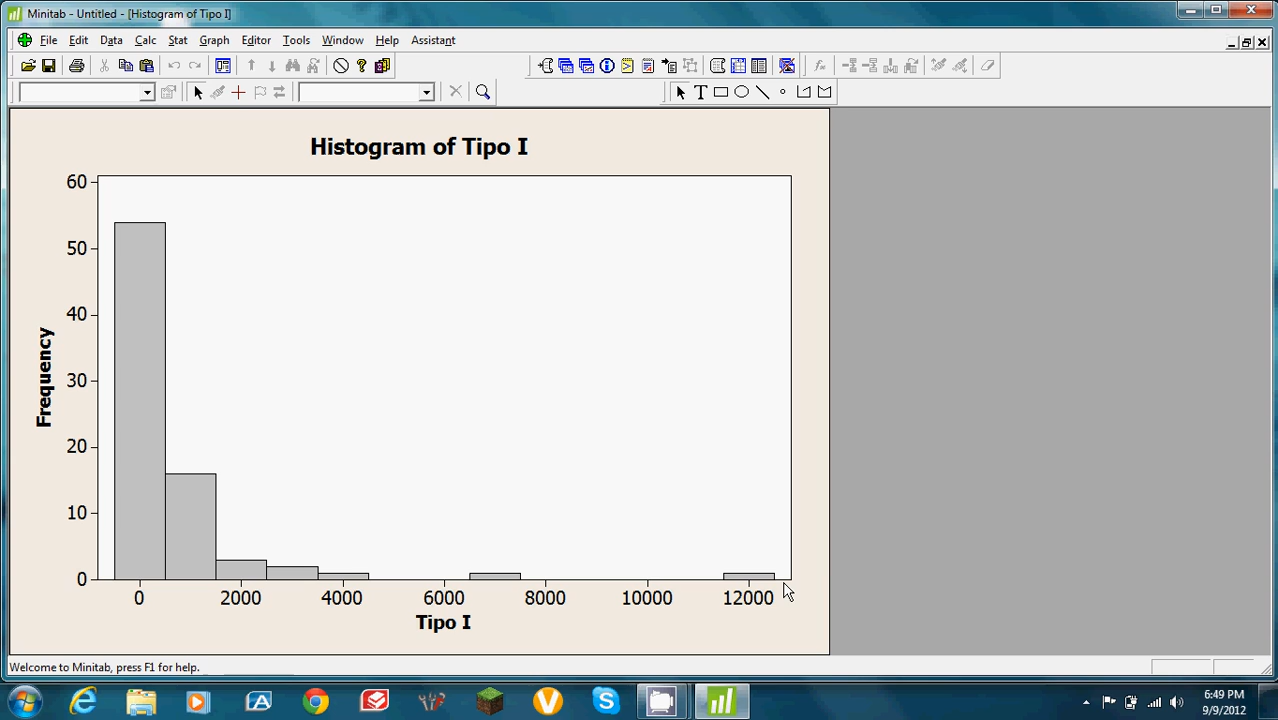 Minitab - Untitled - [Histogram of Tipo I]
File Edit Data Calc Stat Graph Editor Tools Window Help Assistant
Histogram of Tipo I
60
50
40
30
20
10
0
Frequency
0 2000 4000 6000 8000 10000 12000
Tipo I
Welcome to Minitab, press F1 for help.
6:49 PM
9/9/2012